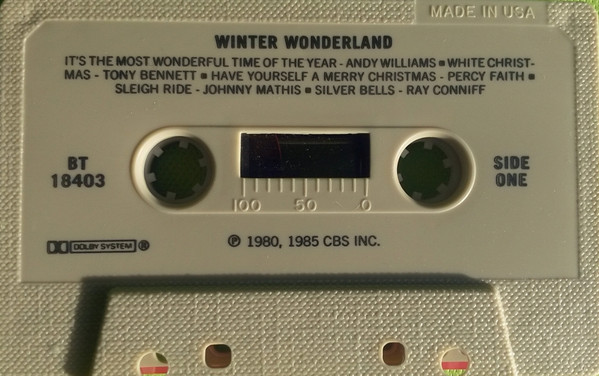 MADE IN USA
WINTER WONDERLAND
IT'S THE MOST WONDERFUL TIME OF THE YEAR - ANDY WILLIAMS ■ WHITE CHRIST-
MAS - TONY BENNETT ■ HAVE YOURSELF A MERRY CHRISTMAS - PERCY FAITH ■
SLEIGH RIDE - JOHNNY MATHIS ■ SILVER BELLS - RAY CONNIFF
BT
18403
SIDE
ONE
100 50 0
DOLBY SYSTEM ®
℗ 1980, 1985 CBS INC.